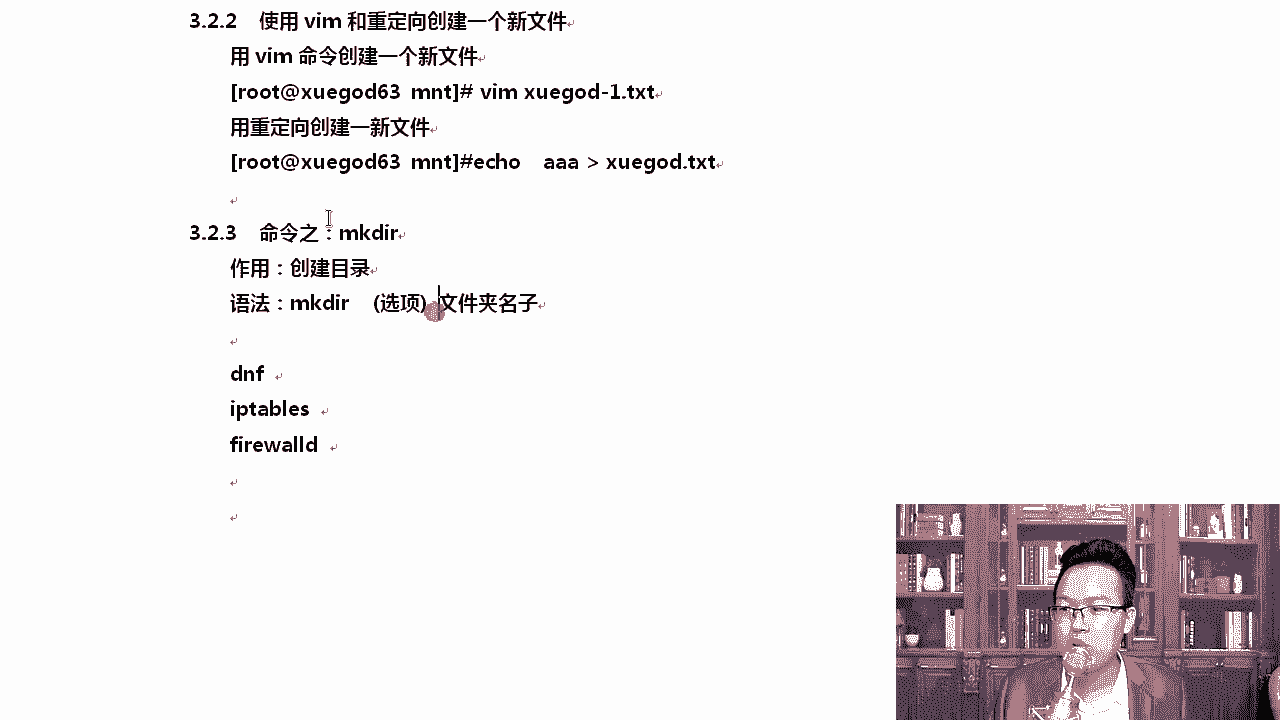 3.2.2 使用 vim 和重定向创建一个新文件
用 vim 命令创建一个新文件
[root@xuegod63 mnt]# vim xuegod-1.txt
用重定向创建一新文件
[root@xuegod63 mnt]#echo aaa > xuegod.txt
3.2.3 命令之：mkdir
作用：创建目录
语法：mkdir (选项) 文件夹名子
dnf
iptables
firewalld